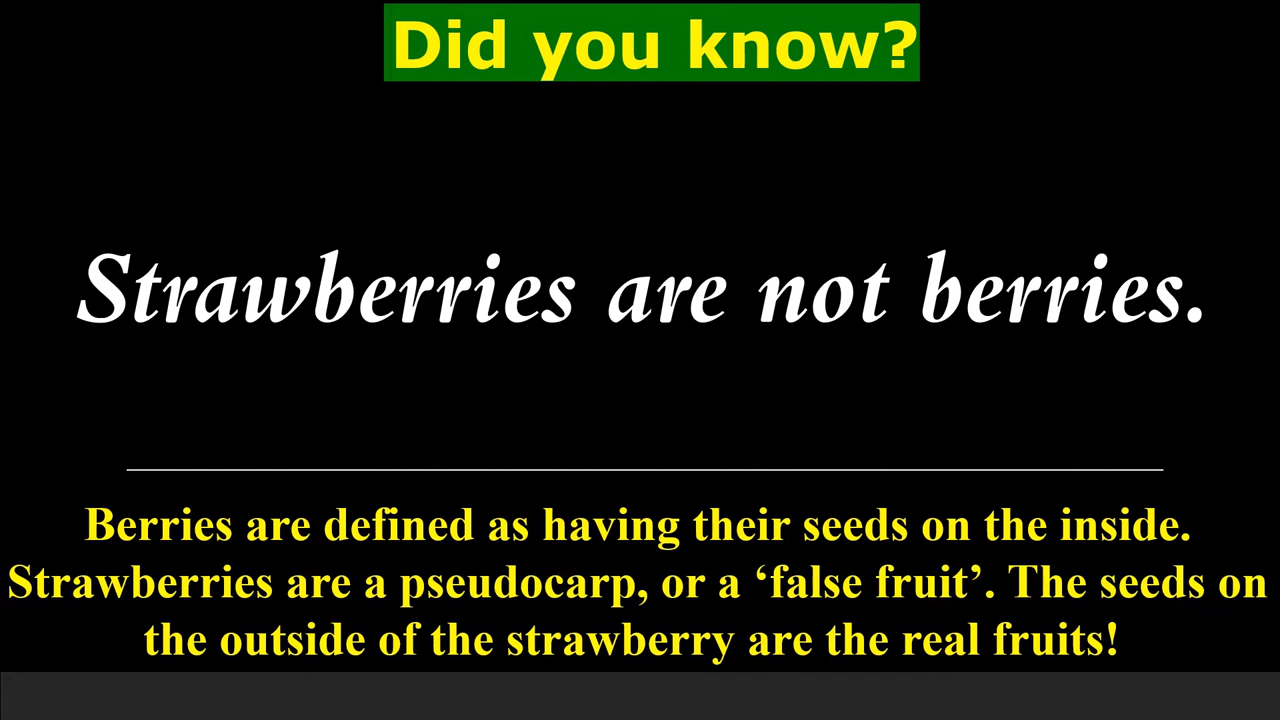 Did you know?
Strawberries are not berries.
Berries are defined as having their seeds on the inside.
Strawberries are a pseudocarp, or a ‘false fruit’. The seeds on
the outside of the strawberry are the real fruits!